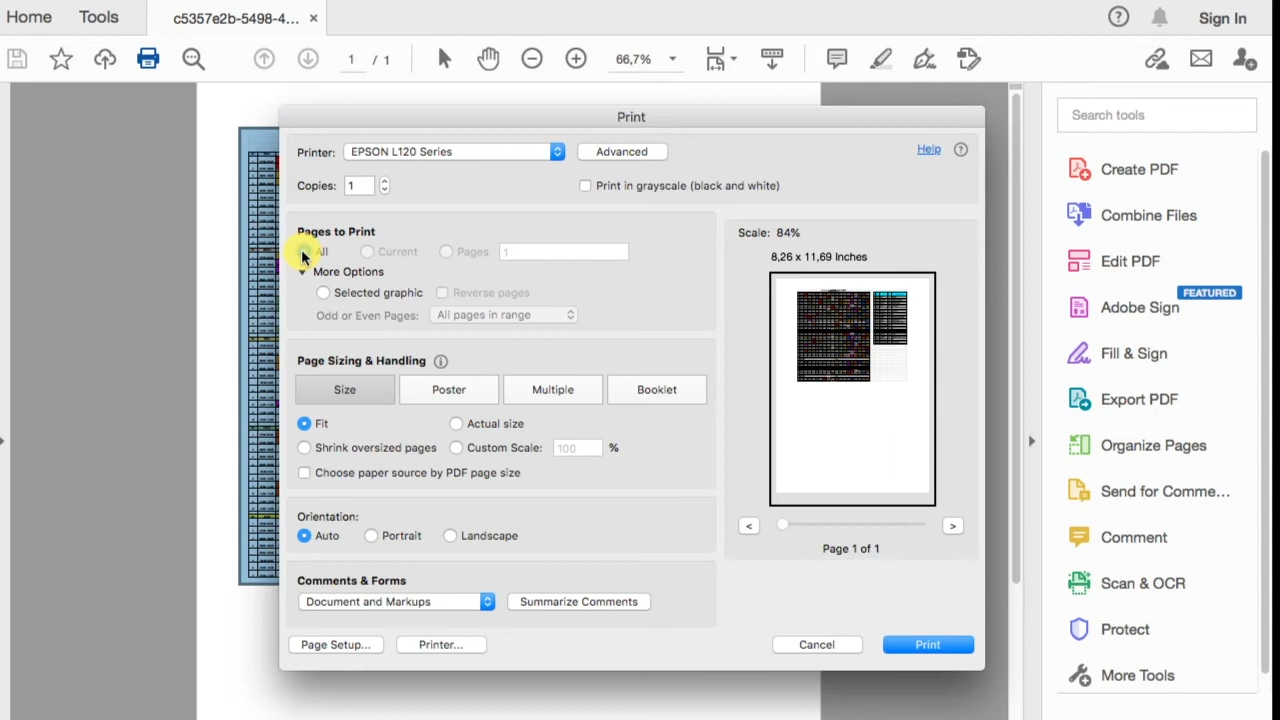 Home Tools c5357e2b-5498-4... × Sign In
1 / 1 66,7%
Print
Search tools
Printer: EPSON L120 Series Advanced Help
Copies: 1 Print in grayscale (black and white)
Pages to Print
All Current Pages 1
More Options
Selected graphic Reverse pages
Odd or Even Pages: All pages in range
Page Sizing & Handling
Size Poster Multiple Booklet
Fit Actual size
Shrink oversized pages Custom Scale: 100 %
Choose paper source by PDF page size
Orientation:
Auto Portrait Landscape
Comments & Forms
Document and Markups Summarize Comments
Page Setup... Printer... Cancel Print
Scale: 84%
8,26 x 11,69 Inches
< >
Page 1 of 1
Create PDF
Combine Files
Edit PDF
FEATURED
Adobe Sign
Fill & Sign
Export PDF
Organize Pages
Send for Comme...
Comment
Scan & OCR
Protect
More Tools